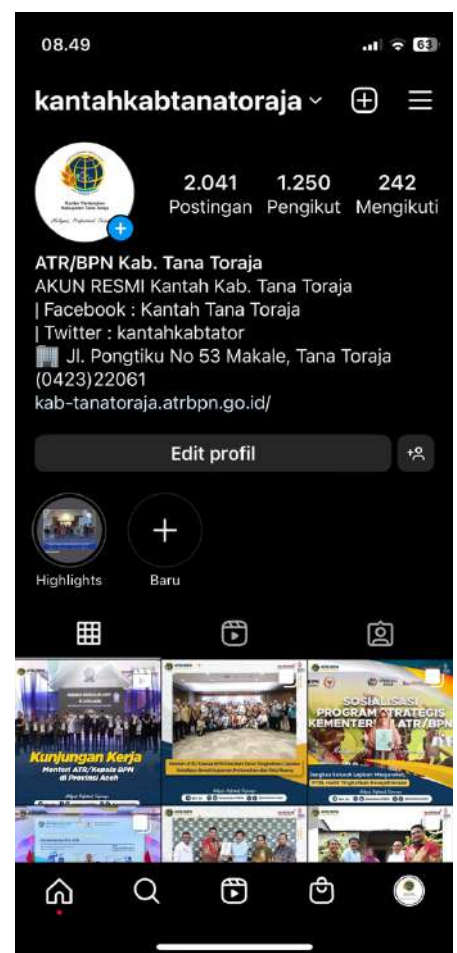 08.49
63
kantahkabtanatoraja
2.041 1.250 242
Postingan Pengikut Mengikuti
ATR/BPN Kab. Tana Toraja
AKUN RESMI Kantah Kab. Tana Toraja
| Facebook : Kantah Tana Toraja
| Twitter : kantahkabtator
Jl. Pongtiku No 53 Makale, Tana Toraja
(0423)22061
kab-tanatoraja.atrbpn.go.id/
Edit profil
Highlights Baru
Kunjungan Kerja
Menteri ATR/Kepala BPN
di Provinsi Aceh
SOSIALISASI
PROGRAM STRATEGIS
KEMENTER ATR/BPN